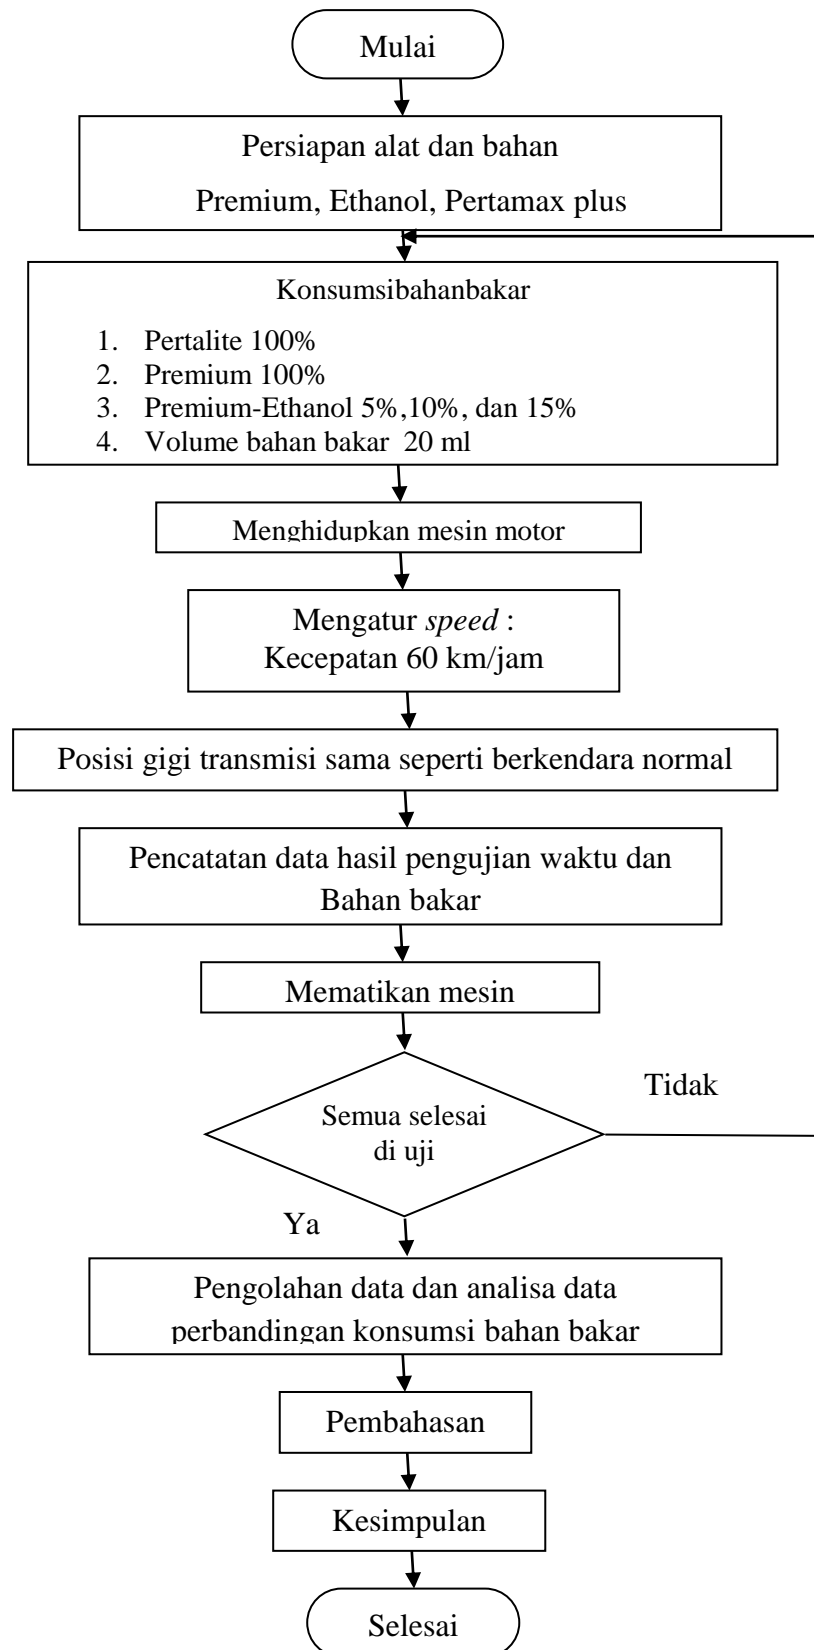 Mulai
Persiapan alat dan bahan
Premium, Ethanol, Pertamax plus
Konsumsibahanbakar
1. Pertalite 100%
2. Premium 100%
3. Premium-Ethanol 5%,10%, dan 15%
4. Volume bahan bakar 20 ml
Menghidupkan mesin motor
Mengatur speed :
Kecepatan 60 km/jam
Posisi gigi transmisi sama seperti berkendara normal
Pencatatan data hasil pengujian waktu dan
Bahan bakar
Mematikan mesin
Semua selesai
di uji
Tidak
Ya
Pengolahan data dan analisa data
perbandingan konsumsi bahan bakar
Pembahasan
Kesimpulan
Selesai